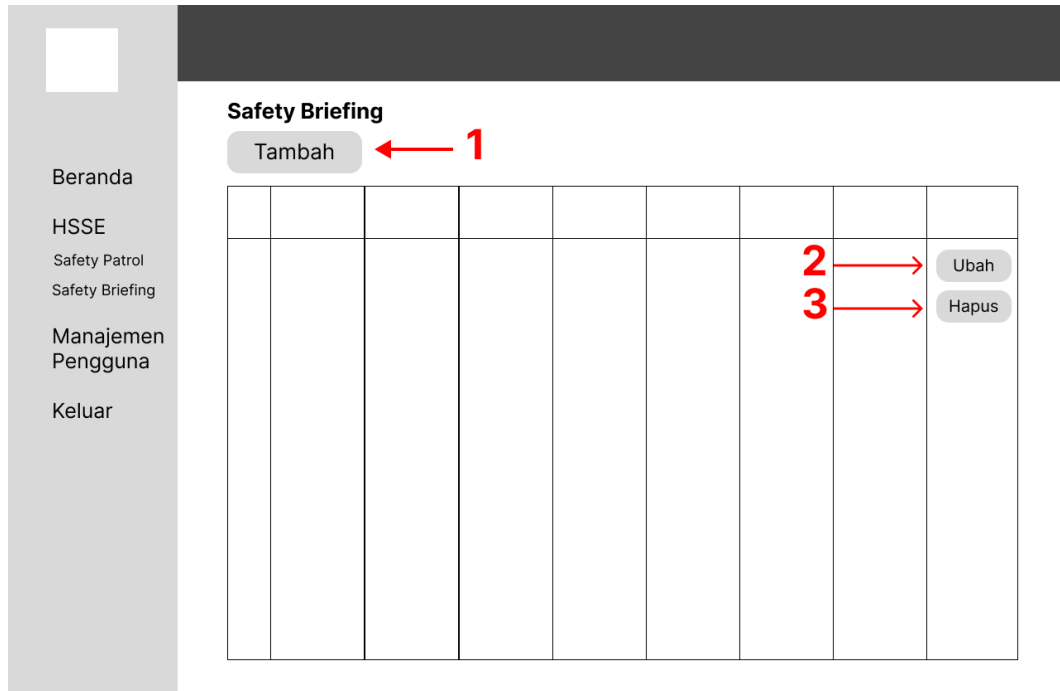 Safety Briefing
Tambah
1
Beranda
HSSE
Safety Patrol
Safety Briefing
Manajemen
Pengguna
Keluar
2
Ubah
3
Hapus